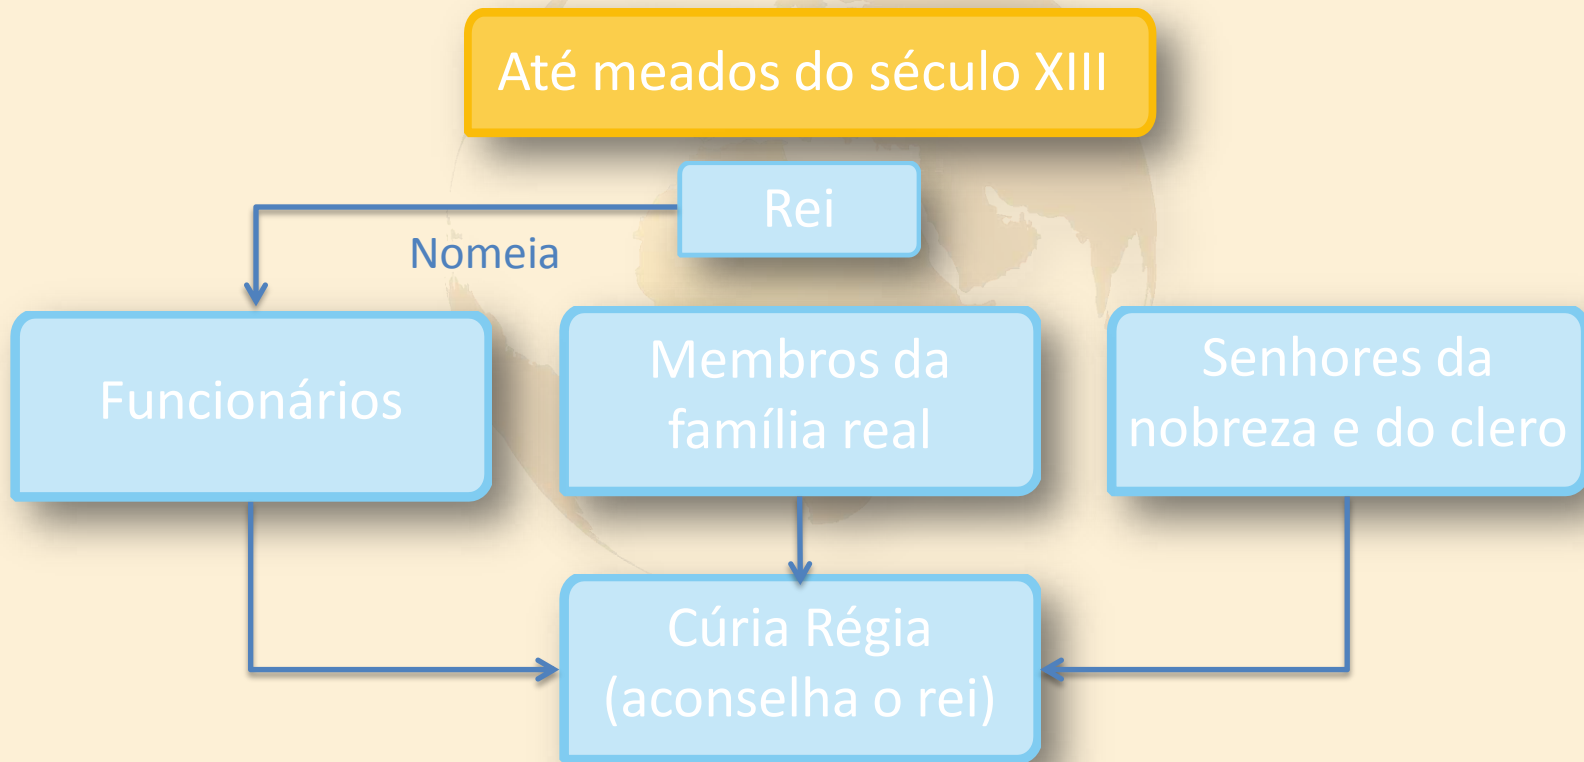 Até meados do século XIII
Rei
Nomeia
Funcionários
Membros da
família real
Senhores da
nobreza e do clero
Cúria Régia
(aconselha o rei)